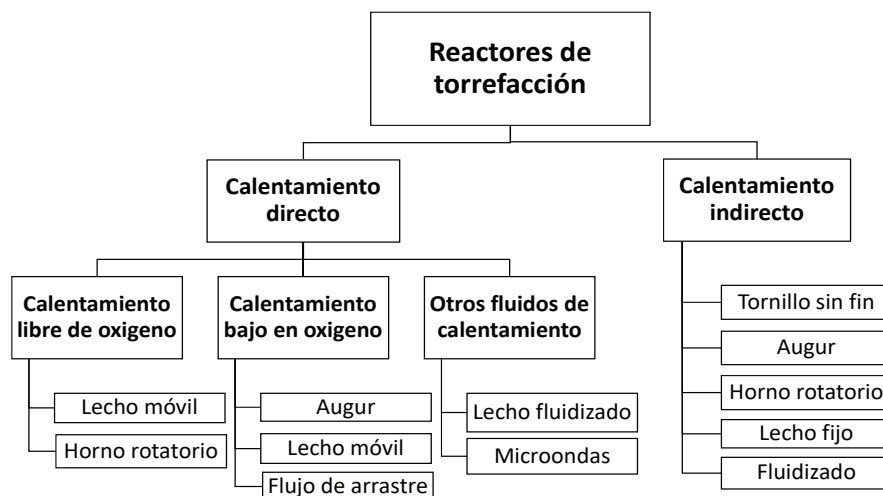 Reactores de
torrefacción
Calentamiento
directo
Calentamiento
indirecto
Calentamiento
libre de oxigeno
Calentamiento
bajo en oxigeno
Otros fluidos de
calentamiento
Lecho móvil
Horno rotatorio
Augur
Lecho móvil
Flujo de arrastre
Lecho fluidizado
Microondas
Tornillo sin fin
Augur
Horno rotatorio
Lecho fijo
Fluidizado